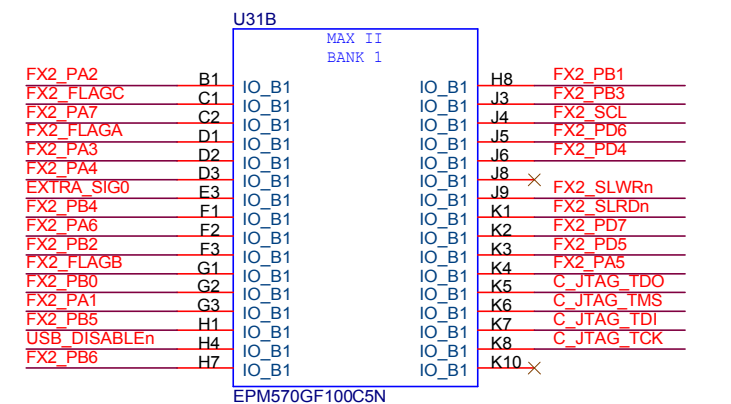 U31B
MAX II
BANK 1
FX2_PA2 B1 IO_B1 IO_B1 H8 FX2_PB1
FX2_FLAGC C1 IO_B1 IO_B1 J3 FX2_PB3
FX2_PA7 C2 IO_B1 IO_B1 J4 FX2_SCL
FX2_FLAGA D1 IO_B1 IO_B1 J5 FX2_PD6
FX2_PA3 D2 IO_B1 IO_B1 J6 FX2_PD4
FX2_PA4 D3 IO_B1 IO_B1 J8
EXTRA_SIG0 E3 IO_B1 IO_B1 J9 FX2_SLWRn
FX2_PB4 F1 IO_B1 IO_B1 K1 FX2_SLRDn
FX2_PA6 F2 IO_B1 IO_B1 K2 FX2_PD7
FX2_PB2 F3 IO_B1 IO_B1 K3 FX2_PD5
FX2_FLAGB G1 IO_B1 IO_B1 K4 FX2_PA5
FX2_PB0 G2 IO_B1 IO_B1 K5 C_JTAG_TDO
FX2_PA1 G3 IO_B1 IO_B1 K6 C_JTAG_TMS
FX2_PB5 H1 IO_B1 IO_B1 K7 C_JTAG_TDI
USB_DISABLEn H4 IO_B1 IO_B1 K8 C_JTAG_TCK
FX2_PB6 H7 IO_B1 IO_B1 K10
EPM570GF100C5N